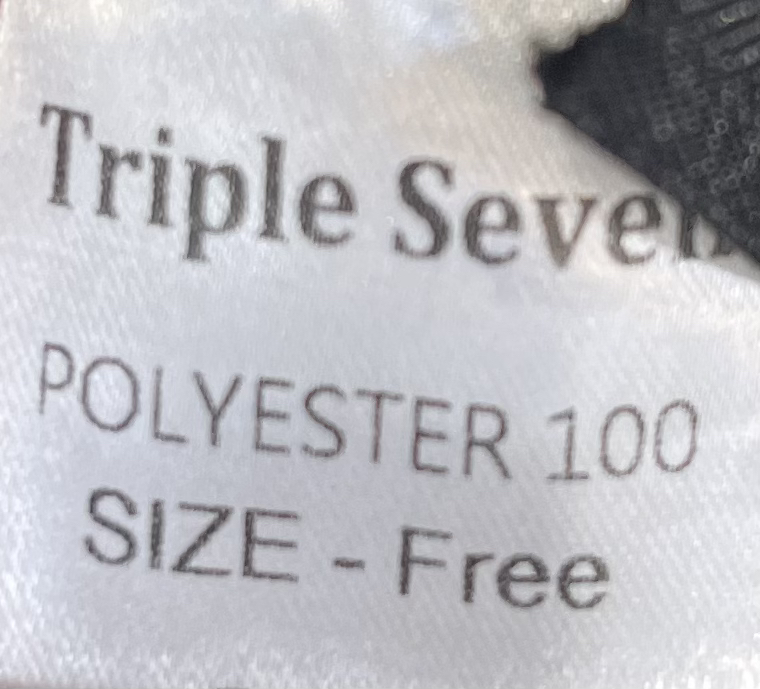 Triple Seven
POLYESTER 100
SIZE - Free